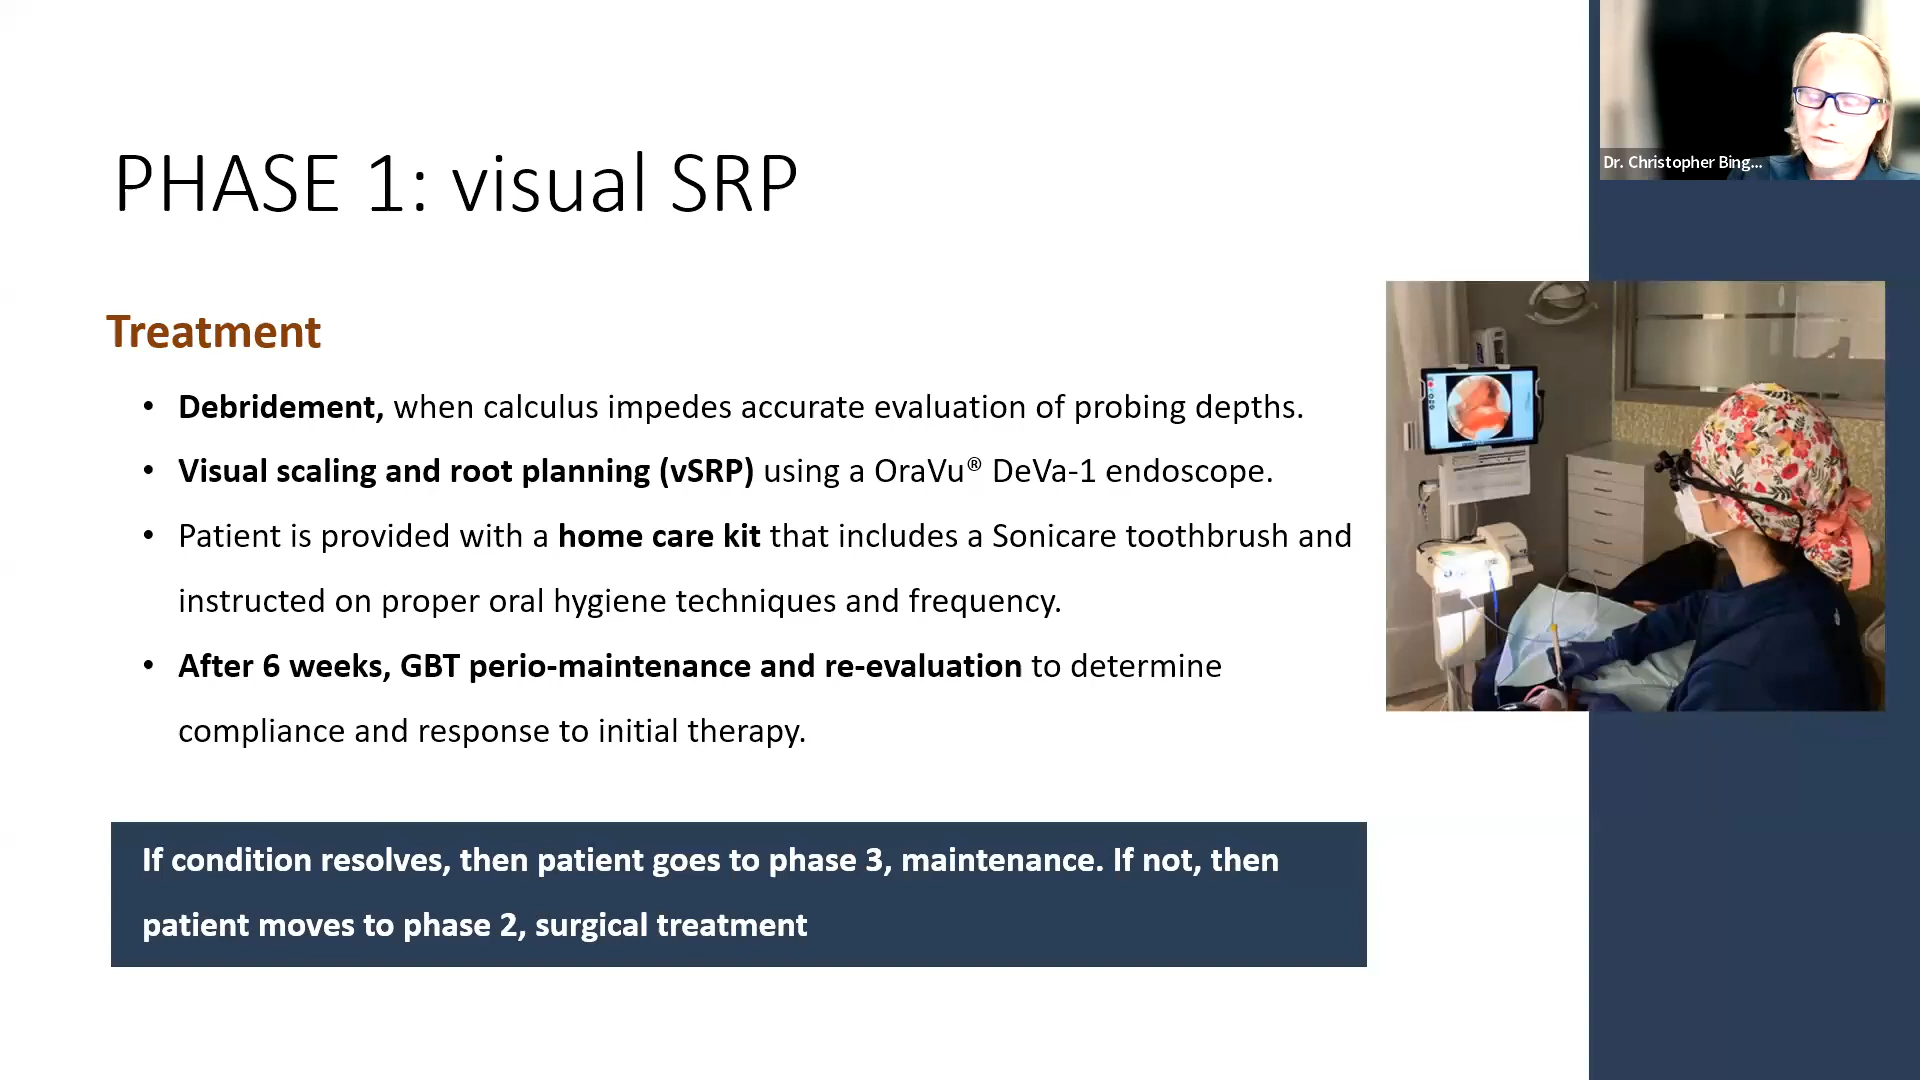 PHASE 1: visual SRP
Dr. Christopher Bing...
Treatment
• Debridement, when calculus impedes accurate evaluation of probing depths.
• Visual scaling and root planning (vSRP) using a OraVu® DeVa-1 endoscope.
• Patient is provided with a home care kit that includes a Sonicare toothbrush and
instructed on proper oral hygiene techniques and frequency.
• After 6 weeks, GBT perio-maintenance and re-evaluation to determine
compliance and response to initial therapy.
If condition resolves, then patient goes to phase 3, maintenance. If not, then
patient moves to phase 2, surgical treatment